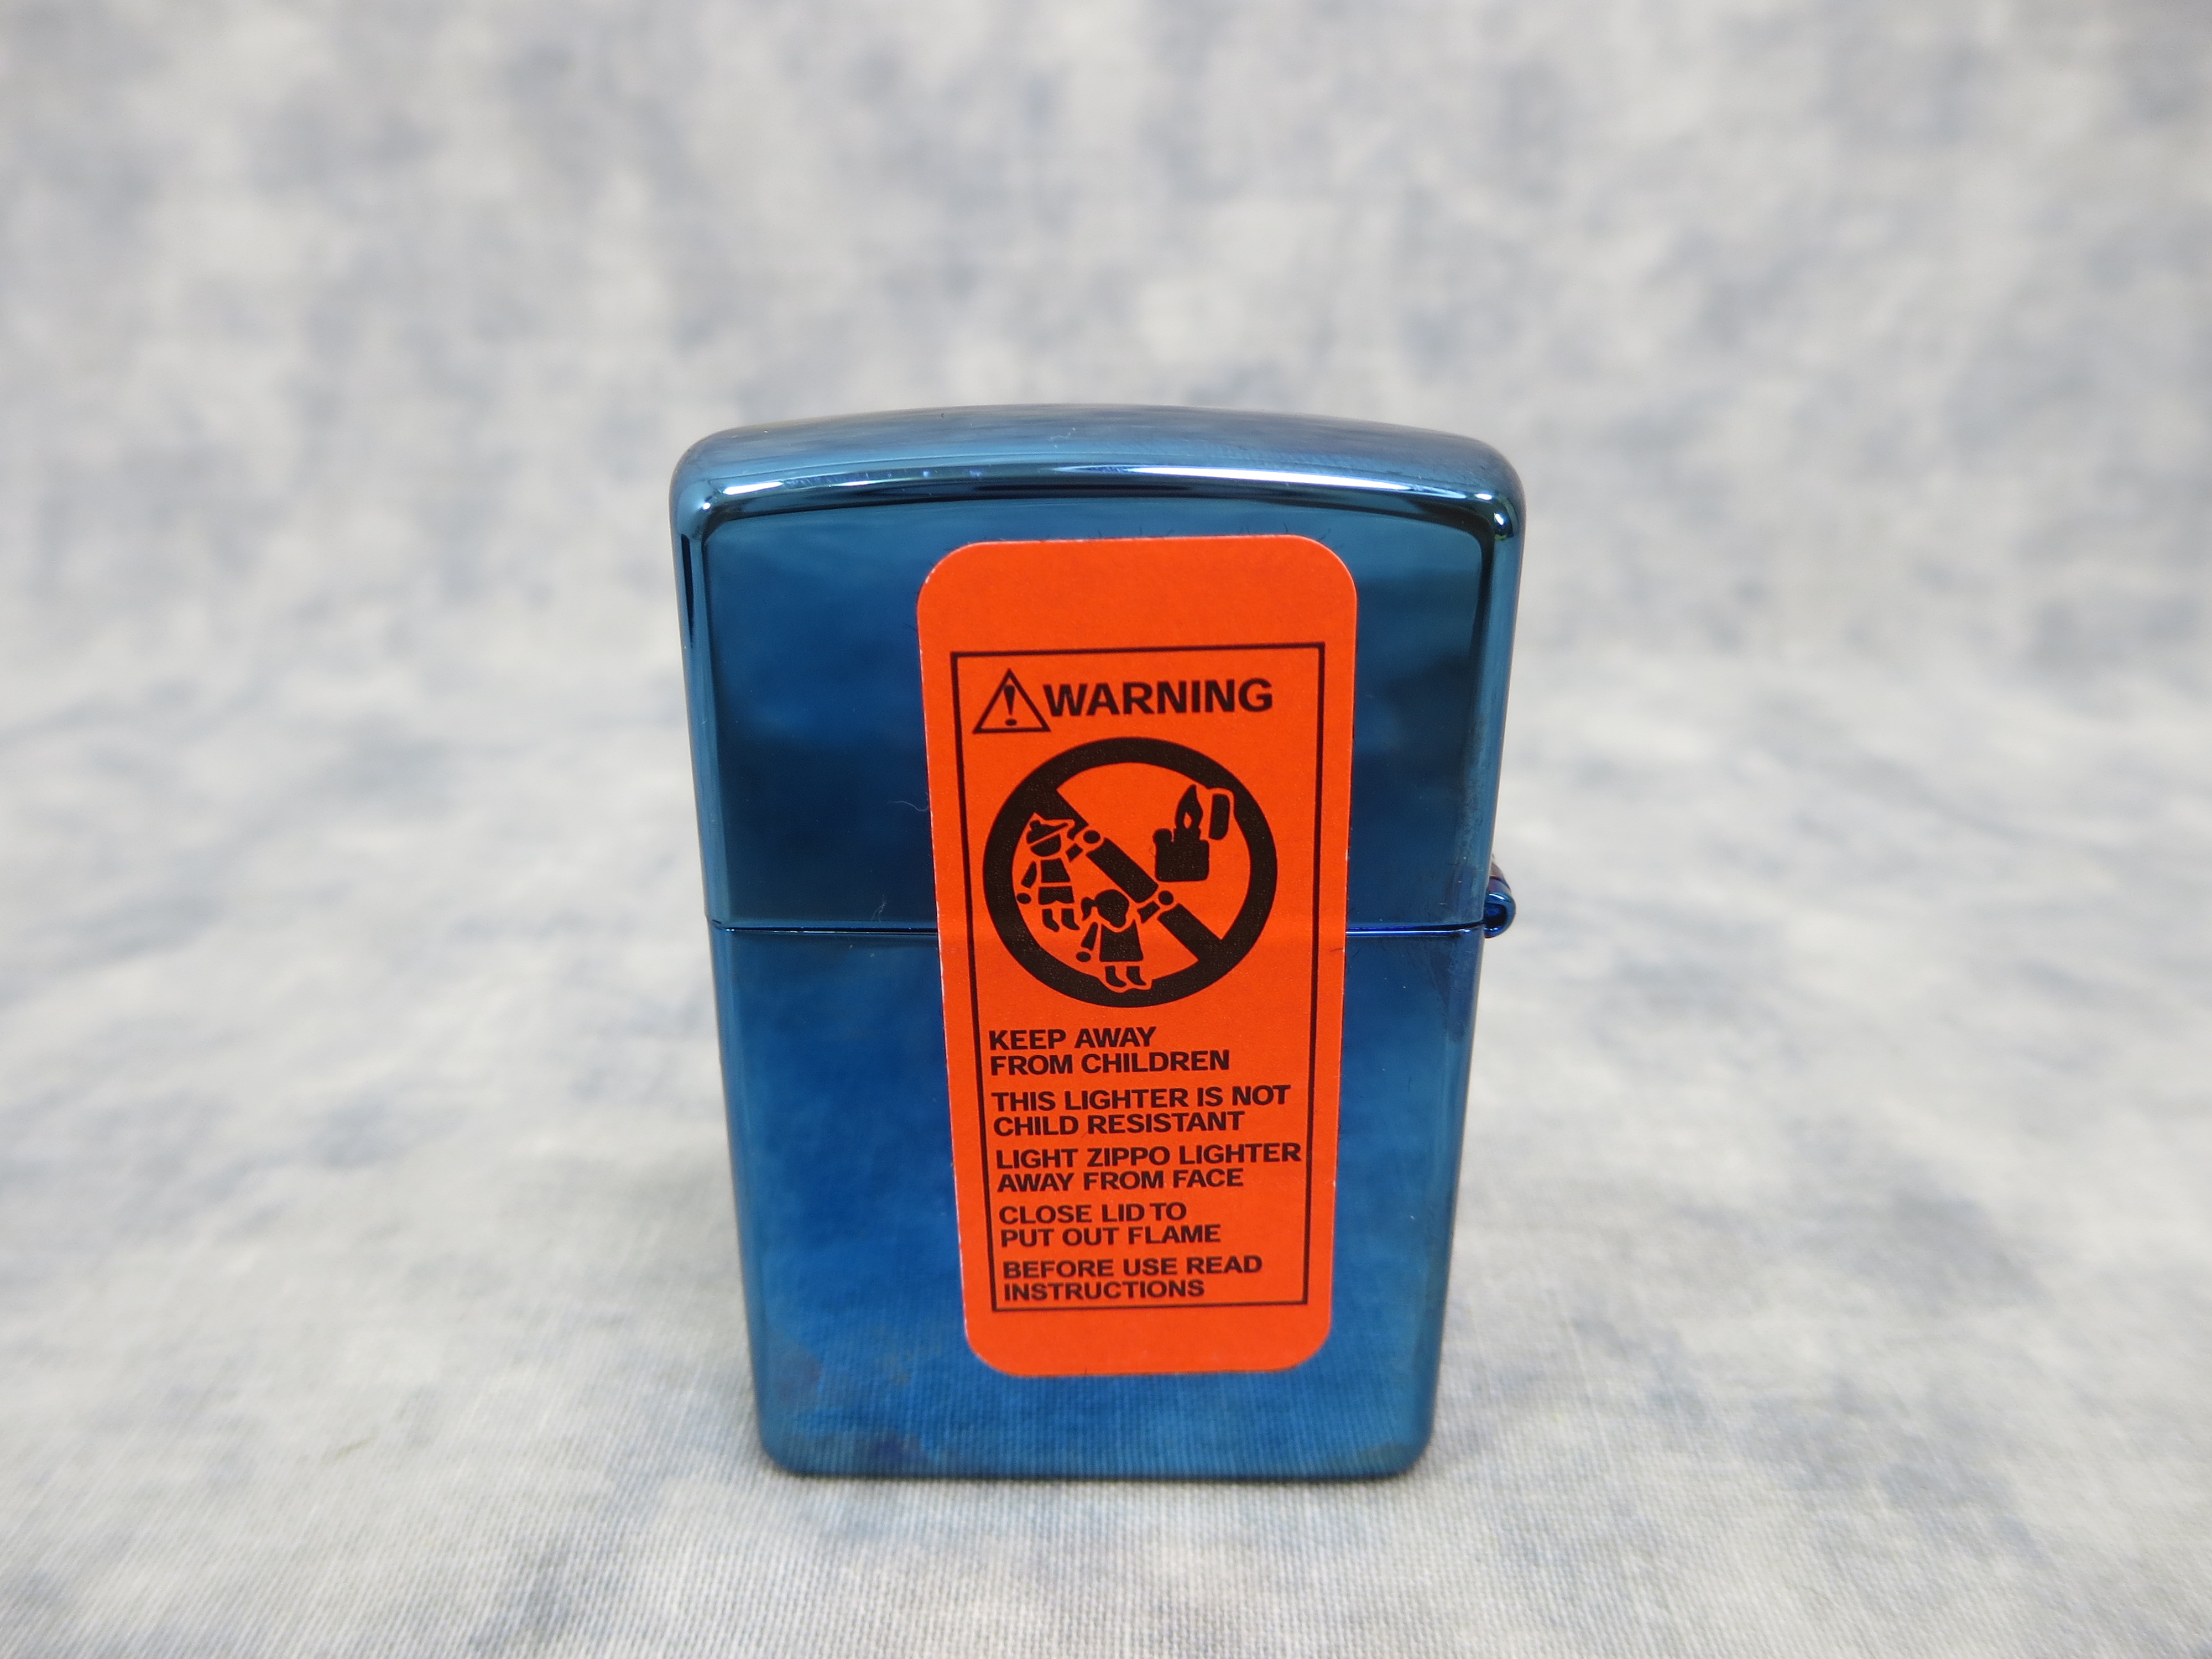 WARNING
KEEP AWAY
FROM CHILDREN
THIS LIGHTER IS NOT
CHILD RESISTANT
LIGHT ZIPPO LIGHTER
AWAY FROM FACE
CLOSE LID TO
PUT OUT FLAME
BEFORE USE READ
INSTRUCTIONS